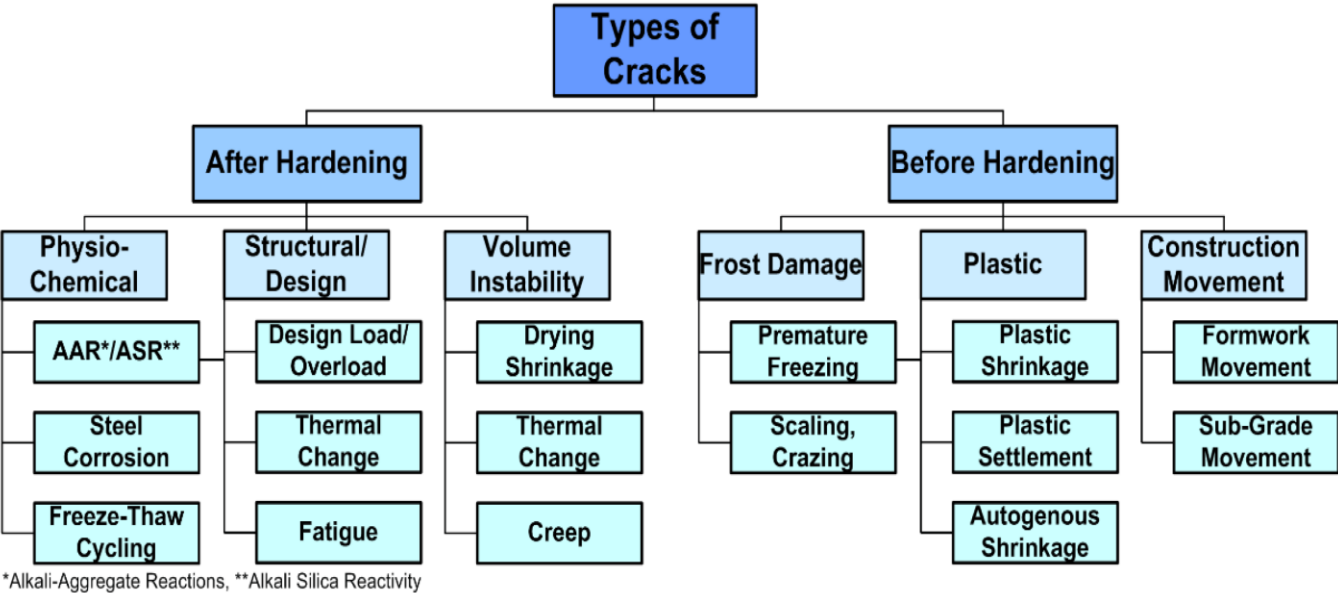 Types of
Cracks
After Hardening
Before Hardening
Physio-
Chemical
Structural/
Design
Volume
Instability
Frost Damage
Plastic
Construction
Movement
AAR*/ASR**
Design Load/
Overload
Drying
Shrinkage
Premature
Freezing
Plastic
Shrinkage
Formwork
Movement
Steel
Corrosion
Thermal
Change
Thermal
Change
Scaling,
Crazing
Plastic
Settlement
Sub-Grade
Movement
Freeze-Thaw
Cycling
Fatigue
Creep
Autogenous
Shrinkage
*Alkali-Aggregate Reactions, **Alkali Silica Reactivity